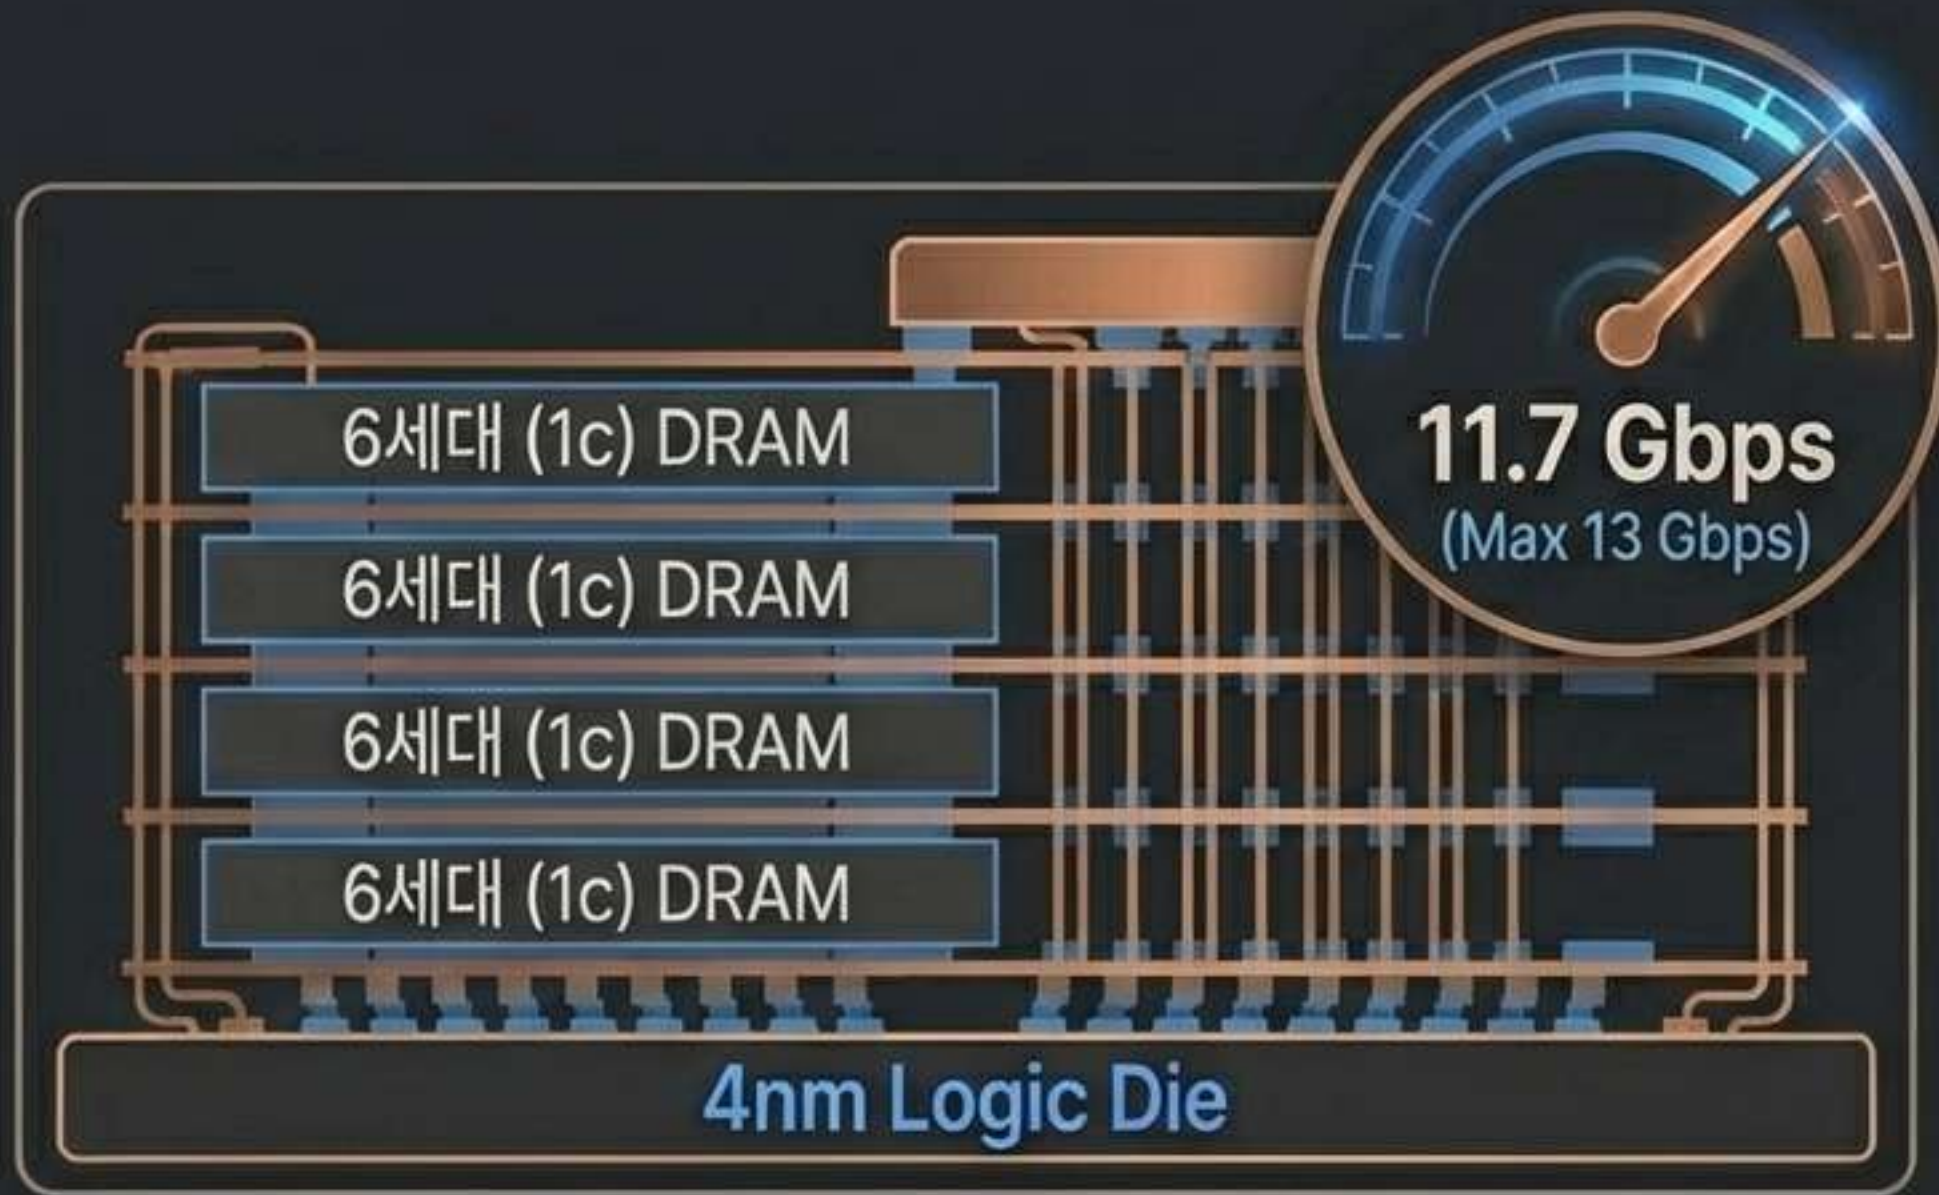 11.7 Gbps
(Max 13 Gbps)
6세대 (1c) DRAM
6세대 (1c) DRAM
6세대 (1c) DRAM
6세대 (1c) DRAM
4nm Logic Die